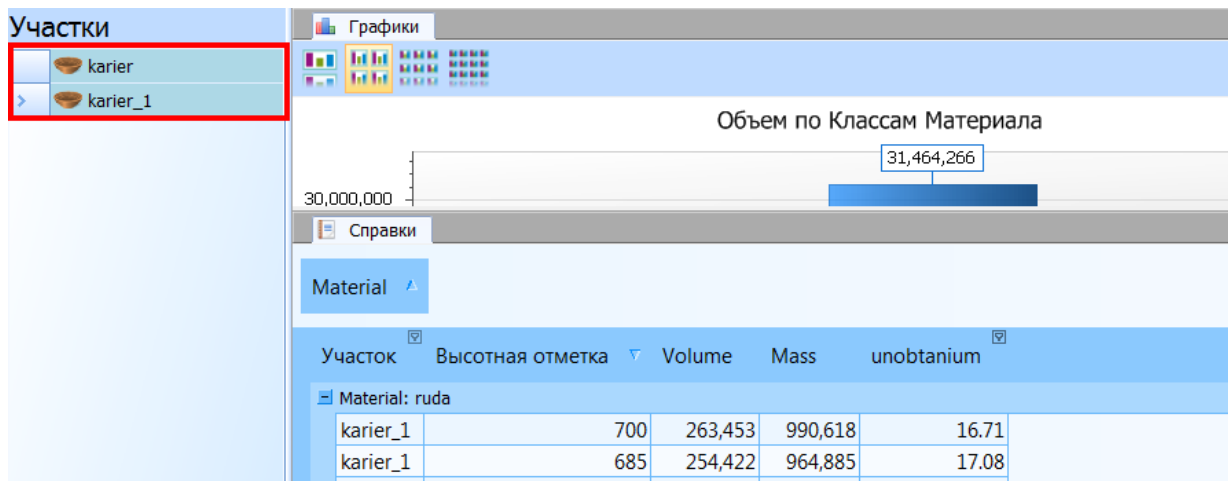 Участки
karier
karier_1
Графики
Объем по Классам Материала
31,464,266
30,000,000
Справки
Material
Участок Высотная отметка Volume Mass unobtanium
Material: ruda
karier_1 700 263,453 990,618 16.71
karier_1 685 254,422 964,885 17.08